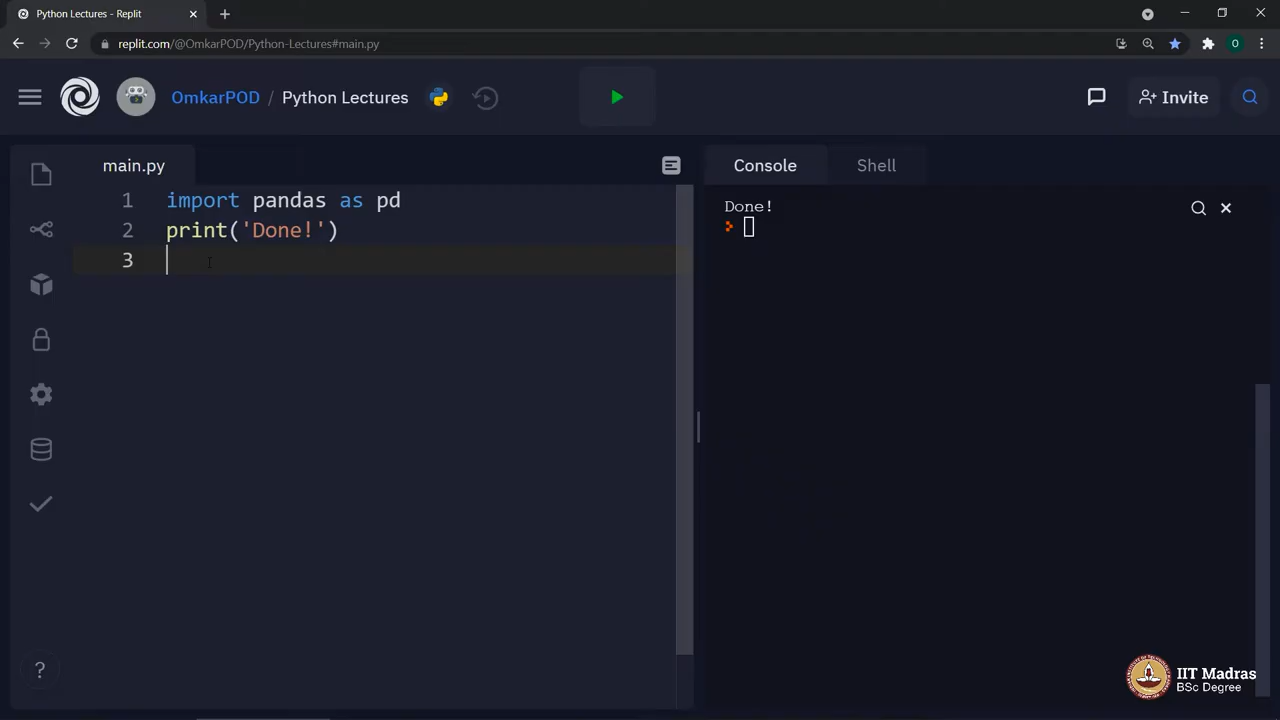 Python Lectures - Replit
replit.com/@OmkarPOD/Python-Lectures#main.py
O
OmkarPOD / Python Lectures
Invite
main.py
Console
Shell
1 import pandas as pd
2 print('Done!')
3
Done!
?
IIT Madras
BSc Degree